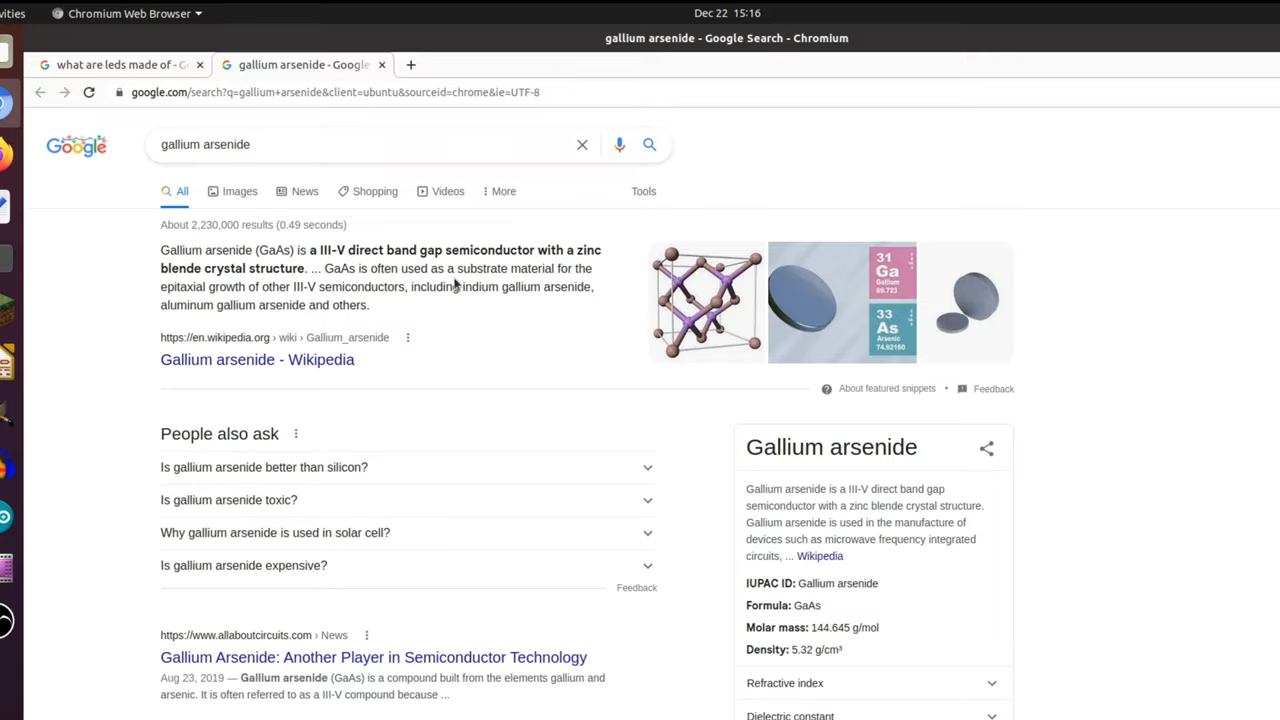 vities
Chromium Web Browser
Dec 22 15:16
gallium arsenide - Google Search - Chromium
what are leds made of - G
gallium arsenide - Google
google.com/search?q=gallium+arsenide&client=ubuntu&sourceid=chrome&ie=UTF-8
Google
gallium arsenide
All
Images
News
Shopping
Videos
More
Tools
About 2,230,000 results (0.49 seconds)
Gallium arsenide (GaAs) is a III-V direct band gap semiconductor with a zinc
blende crystal structure. ... GaAs is often used as a substrate material for the
epitaxial growth of other III-V semiconductors, including indium gallium arsenide,
aluminum gallium arsenide and others.
31
Ga
Gallium
69.723
33
As
Arsenic
74.92160
https://en.wikipedia.org › wiki › Gallium_arsenide
Gallium arsenide - Wikipedia
About featured snippets • Feedback
People also ask
Is gallium arsenide better than silicon?
Is gallium arsenide toxic?
Why gallium arsenide is used in solar cell?
Is gallium arsenide expensive?
Feedback
https://www.allaboutcircuits.com › News
Gallium Arsenide: Another Player in Semiconductor Technology
Aug 23, 2019 — Gallium arsenide (GaAs) is a compound built from the elements gallium and
arsenic. It is often referred to as a III-V compound because ...
Gallium arsenide
Gallium arsenide is a III-V direct band gap
semiconductor with a zinc blende crystal structure.
Gallium arsenide is used in the manufacture of
devices such as microwave frequency integrated
circuits, ... Wikipedia
IUPAC ID: Gallium arsenide
Formula: GaAs
Molar mass: 144.645 g/mol
Density: 5.32 g/cm³
Refractive index
Dielectric constant